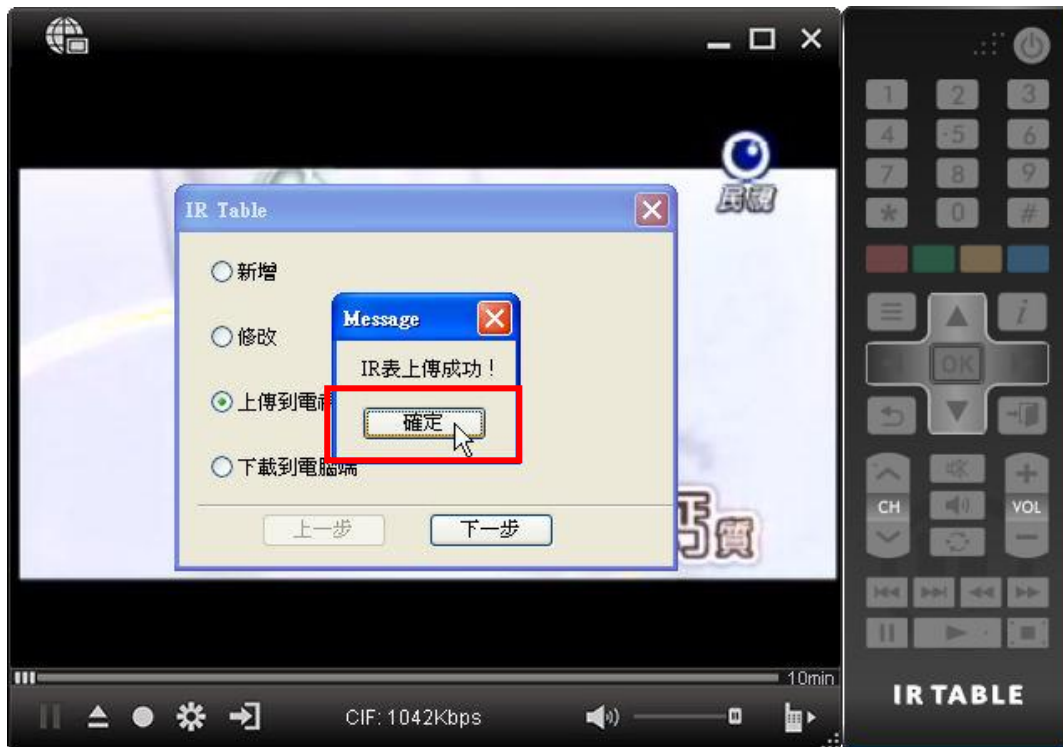 民視
IR Table
新增
修改
上傳到電視
下載到電腦端
上一步
下一步
Message
IR表上傳成功！
確定
質
10min
CIF: 1042Kbps
1 2 3
4 ·5 6
7 8 9
* 0 #
i
OK
CH VOL
IR TABLE